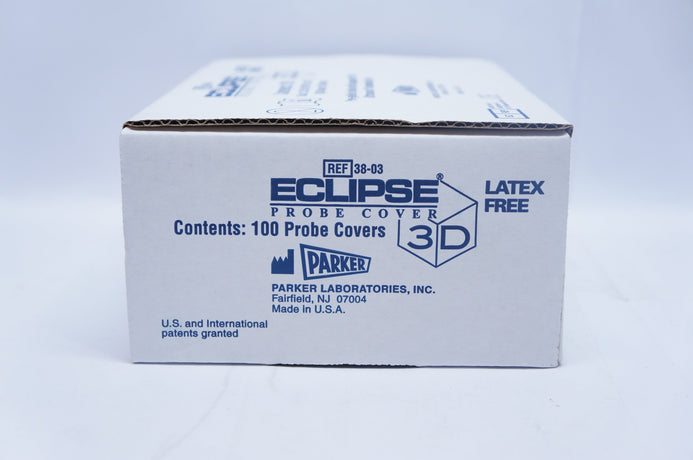 ECLIPSE
REF 38-03
ECLIPSE®
PROBE COVER
3D
LATEX
FREE
Contents: 100 Probe Covers
PARKER
PARKER LABORATORIES, INC.
Fairfield, NJ 07004
Made in U.S.A.
U.S. and International
patents granted